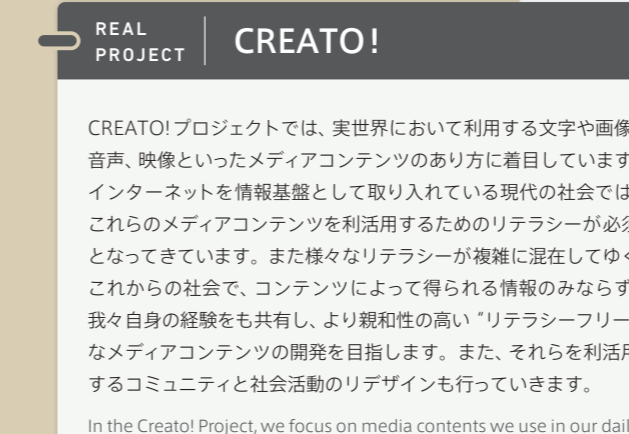 REAL
PROJECT
CREATO!
CREATO!プロジェクトでは、実世界において利用する文字や画像
音声、映像といったメディアコンテンツのあり方に着目しています
インターネットを情報基盤として取り入れている現代の社会では
これらのメディアコンテンツを利活用するためのリテラシーが必須
となってきています。また様々なリテラシーが複雑に混在してゆく
これからの社会で、コンテンツによって得られる情報のみならず
我々自身の経験をも共有し、より親和性の高い “リテラシーフリー
なメディアコンテンツの開発を目指します。また、それらを利活用
するコミュニティと社会活動のリデザインも行っていきます。
In the Creato! Project, we focus on media contents we use in our dail